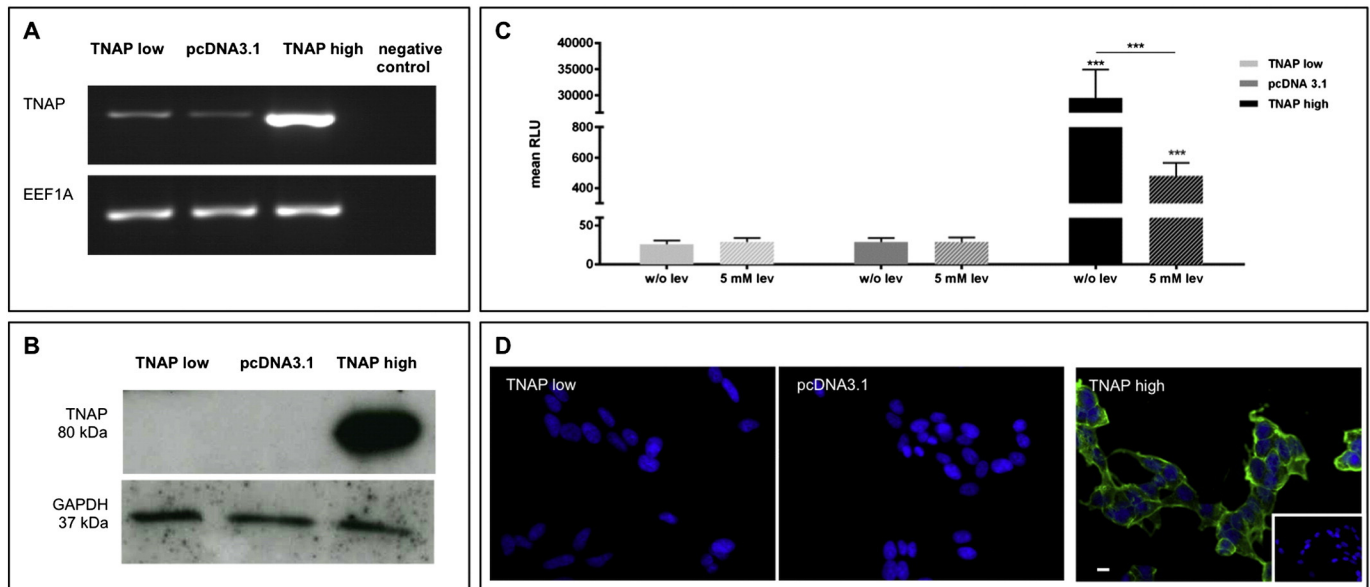 A
TNAP low pcDNA3.1 TNAP high negative
control
TNAP
EEF1A
B
TNAP low pcDNA3.1 TNAP high
TNAP
80 kDa
GAPDH
37 kDa
C
40000
35000
30000
800
600
400
50
0
mean RLU
***
***
***
w/o lev 5 mM lev w/o lev 5 mM lev w/o lev 5 mM lev
TNAP low
pcDNA 3.1
TNAP high
D
TNAP low
pcDNA3.1
TNAP high